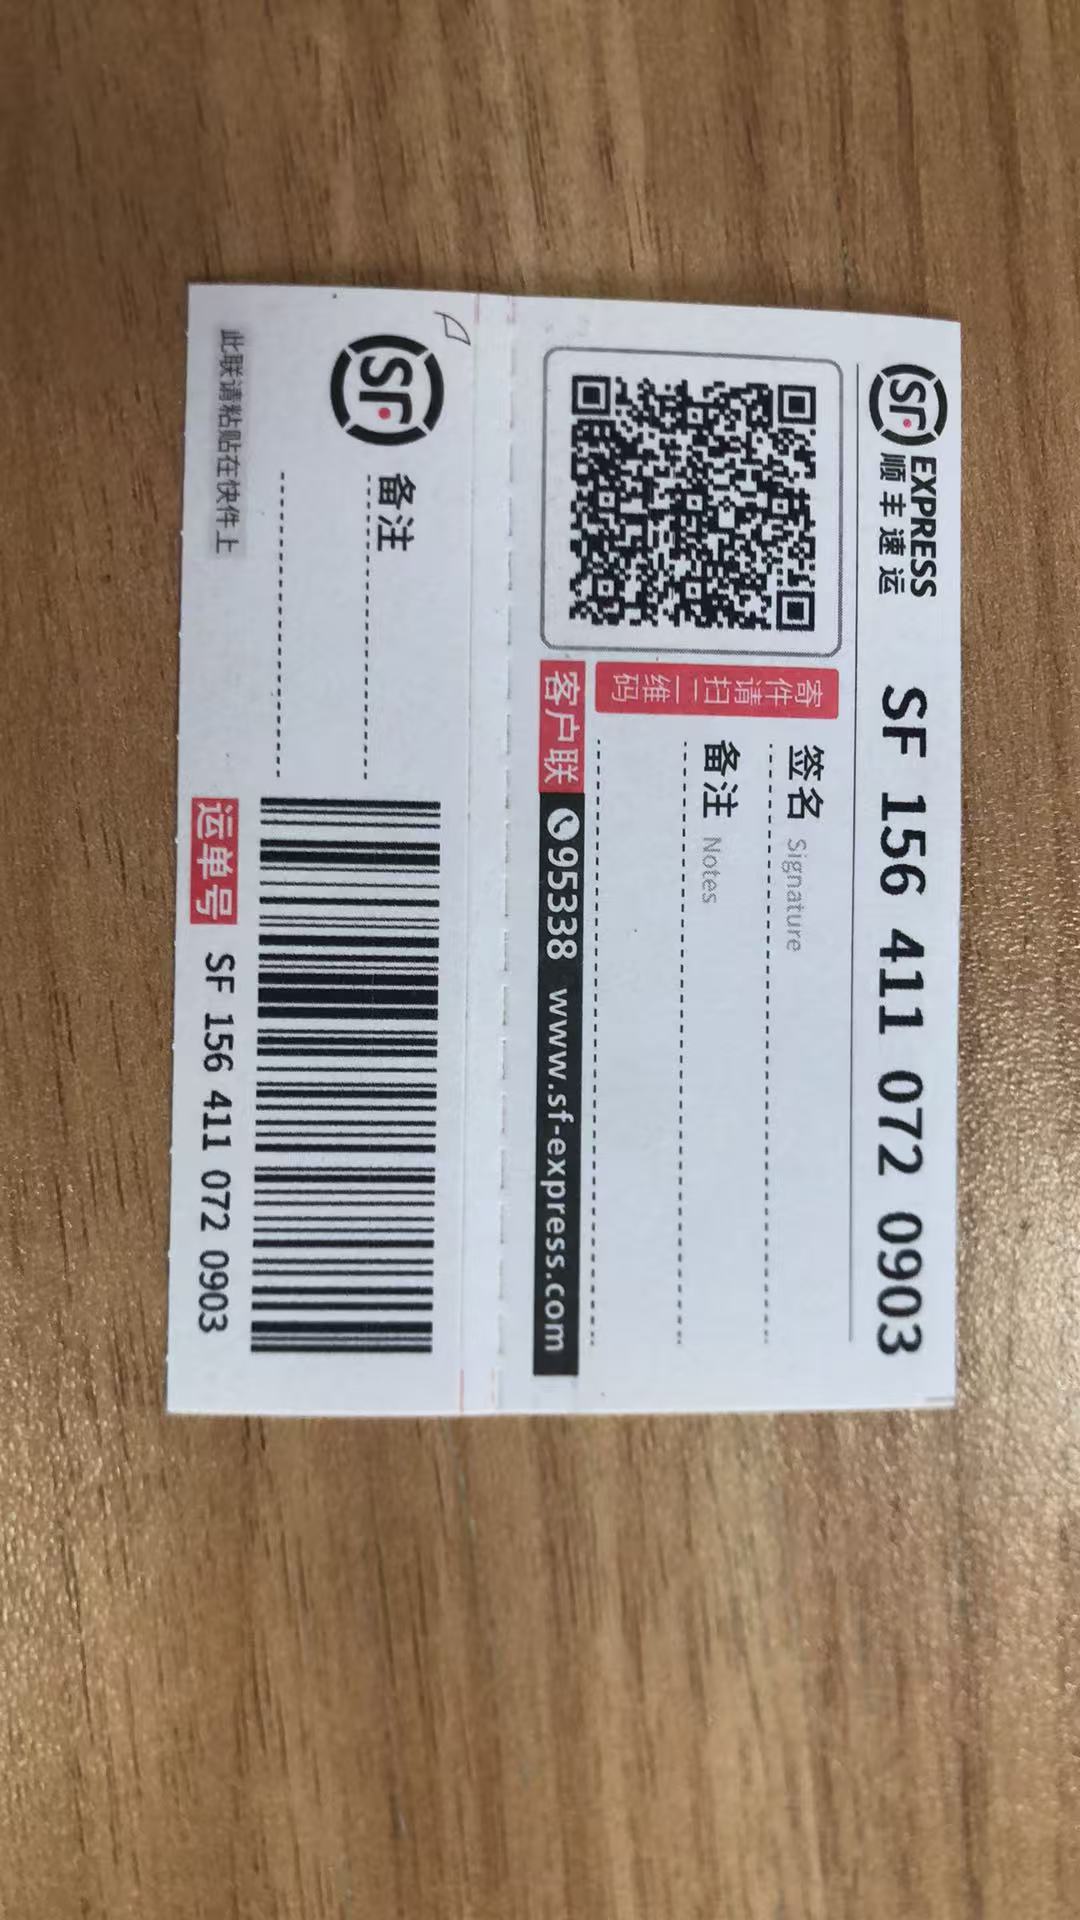 SF EXPRESS
顺丰速运
SF 156 411 072 0903
寄件请扫二维码
签名 Signature
备注 Notes
客户联 95338 www.sf-express.com
SF
备注
此联请粘贴在快件上
运单号 SF 156 411 072 0903